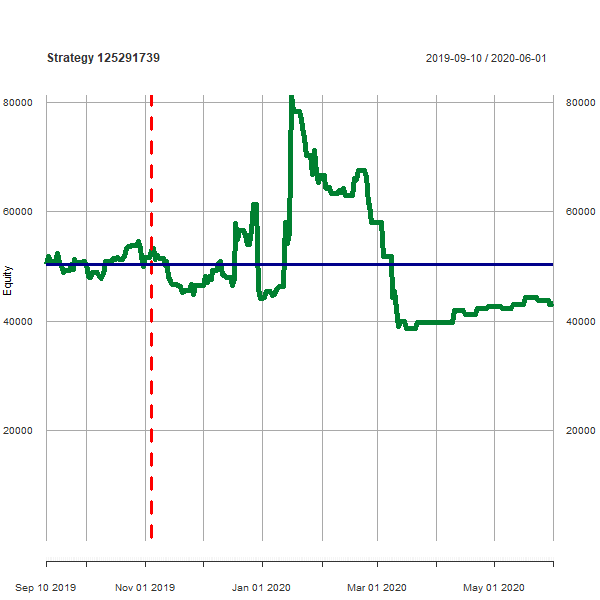 Strategy 125291739
2019-09-10 / 2020-06-01
80000
80000
60000
60000
Equity
40000
40000
20000
20000
Sep 10 2019
Nov 01 2019
Jan 01 2020
Mar 01 2020
May 01 2020